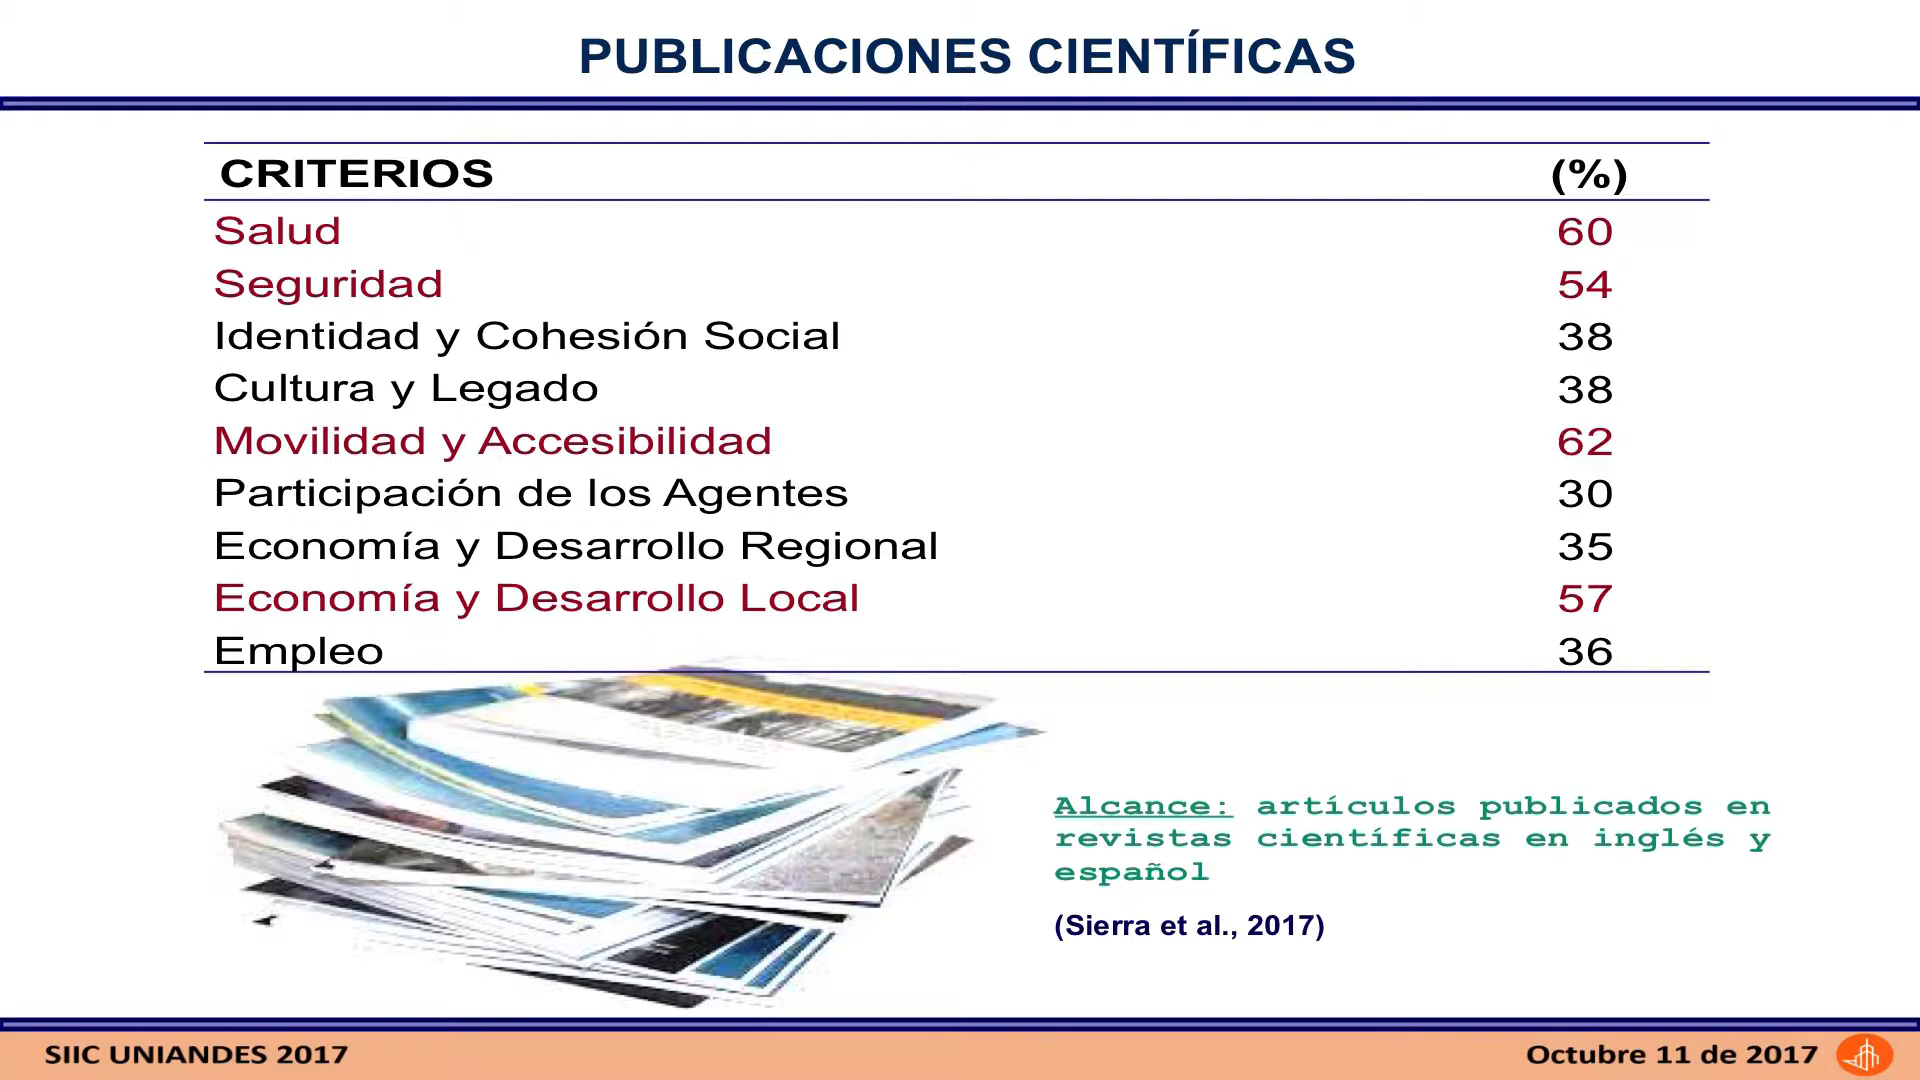 PUBLICACIONES CIENTÍFICAS
CRITERIOS (%)
Salud 60
Seguridad 54
Identidad y Cohesión Social 38
Cultura y Legado 38
Movilidad y Accesibilidad 62
Participación de los Agentes 30
Economía y Desarrollo Regional 35
Economía y Desarrollo Local 57
Empleo 36
Alcance: artículos publicados en
revistas científicas en inglés y
español
(Sierra et al., 2017)
SIIC UNIANDES 2017
Octubre 11 de 2017